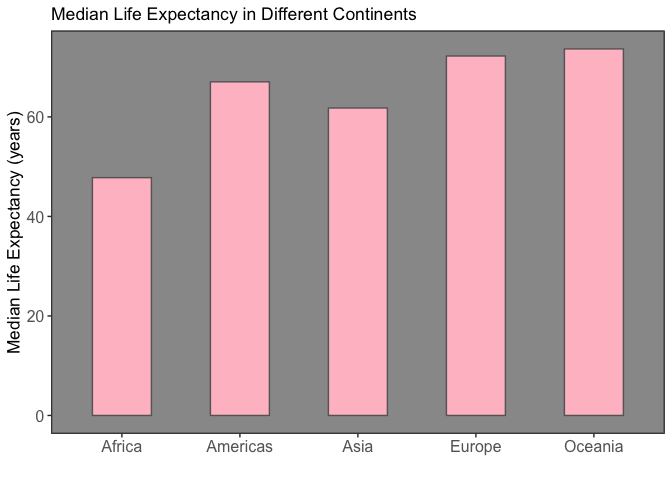 Median Life Expectancy in Different Continents
Median Life Expectancy (years)
60
40
20
0
Africa
Americas
Asia
Europe
Oceania